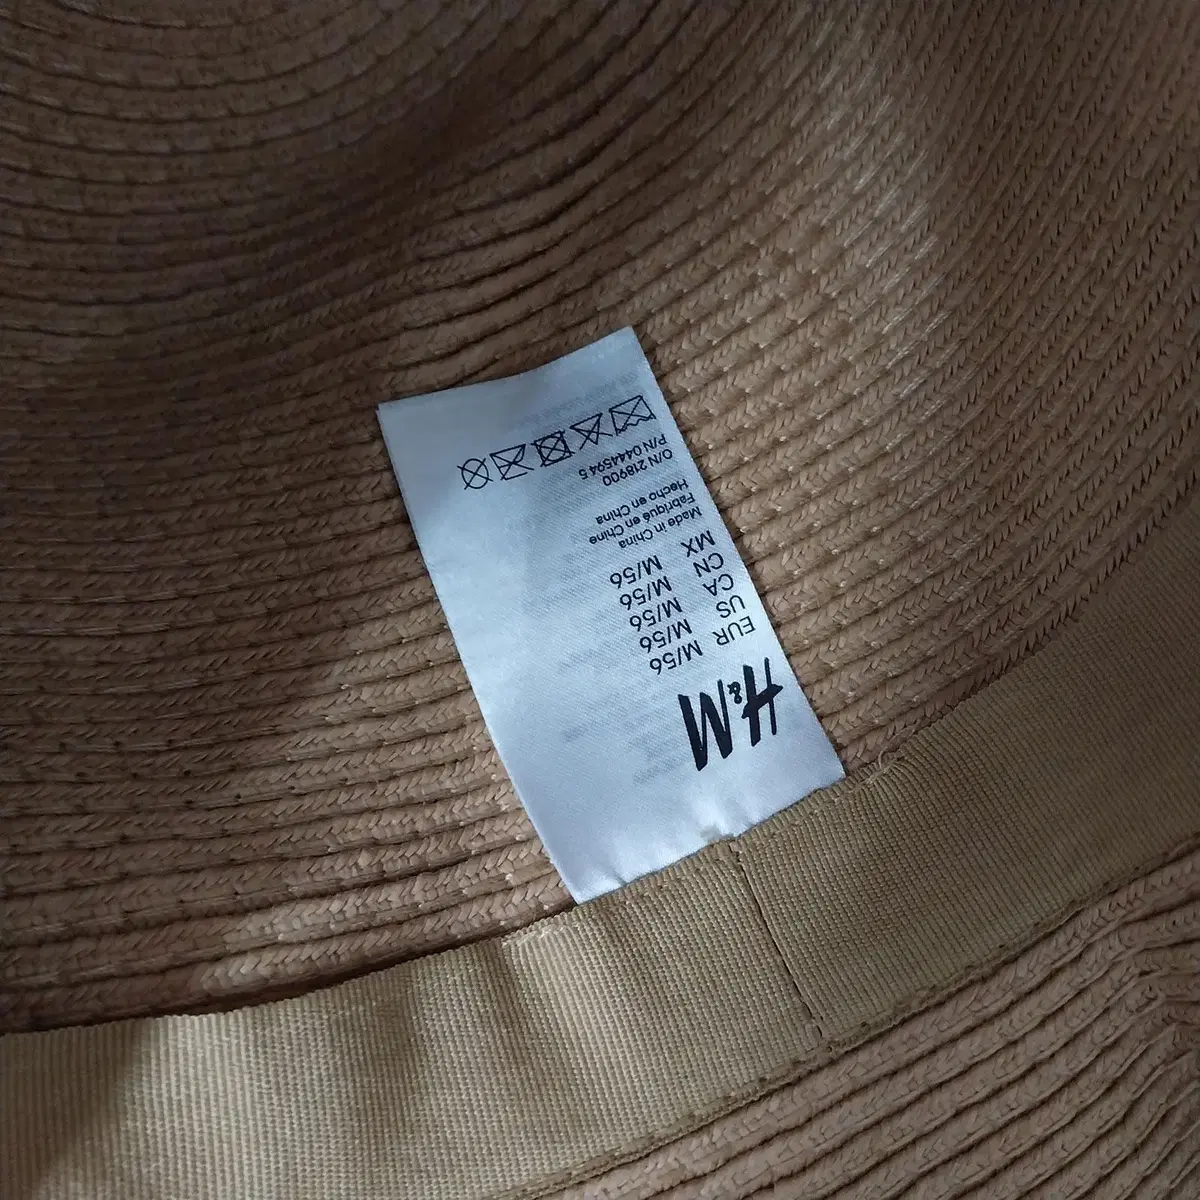 H&M
EUR M/56
US M/56
CA M/56
CN M/56
MX M/56
Made in China
Fabriqué en Chine
Hecho en China
O/N 218900
P/N 0444594 5